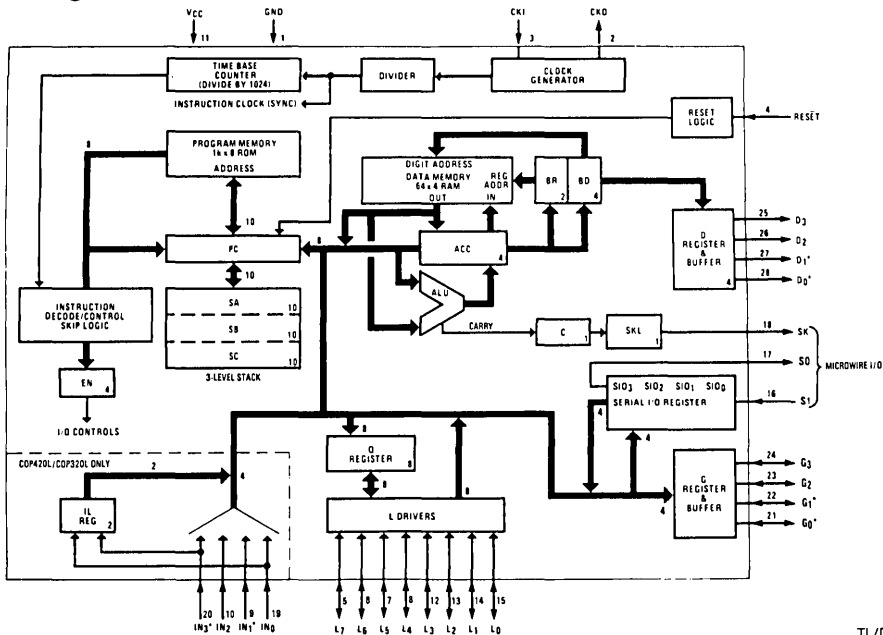 VCC GND CKI CKO
11 1 3 2
TIME BASE
COUNTER
(DIVIDE BY 1024)
DIVIDER
CLOCK
GENERATOR
INSTRUCTION CLOCK (SYNC)
RESET
LOGIC
4
RESET
8
PROGRAM MEMORY
1k x 8 ROM
ADDRESS
10
DIGIT ADDRESS
DATA MEMORY
64 x 4 RAM
OUT
REG
ADDR
IN
BR
2
BD
4
D
REGISTER
&
BUFFER
4
25 D3
26 D2
27 D1*
28 D0*
PC
8
ACC
4
10
ALU
INSTRUCTION
DECODE/CONTROL
SKIP LOGIC
SA
10
SB
10
SC
10
3-LEVEL STACK
CARRY
C
1
SKL
1
18 SK
17 SO
16 SI
MICROWIRE I/O
EN
4
I/O CONTROLS
SIO3 SIO2 SIO1 SIO0
SERIAL I/O REGISTER
4
4
COP420L/COP320L ONLY
2
4
IL
REG
2
8
Q
REGISTER
8
8
8
L DRIVERS
4
G
REGISTER
&
BUFFER
24 G3
23 G2
22 G1*
21 G0*
20 10 9 19
IN3* IN2 IN1* IN0
5 6 7 8 12 13 14 15
L7 L6 L5 L4 L3 L2 L1 L0